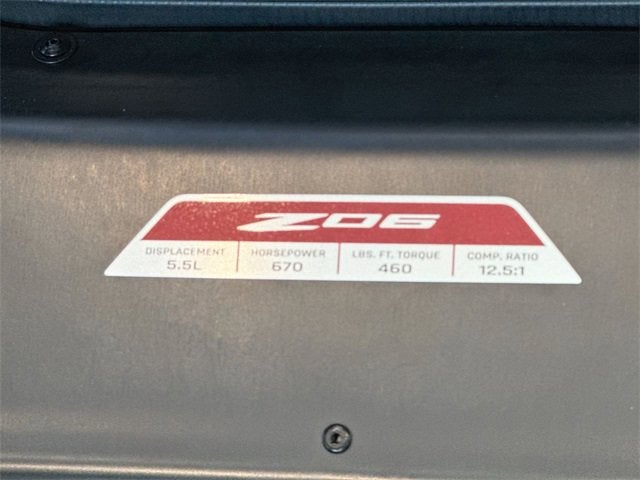 Z06
DISPLACEMENT HORSEPOWER LBS. FT. TORQUE COMP. RATIO
5.5L 670 460 12.5:1